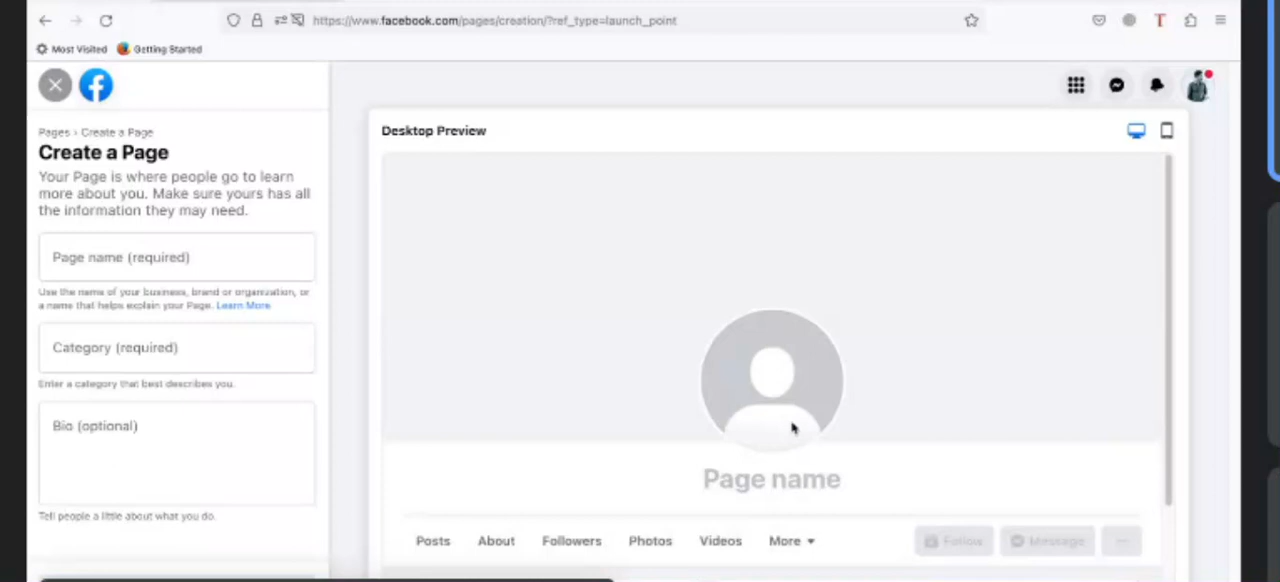 https://www.facebook.com/pages/creation/?ref_type=launch_point
Most Visited Getting Started
Pages › Create a Page
Create a Page
Your Page is where people go to learn
more about you. Make sure yours has all
the information they may need.
Page name (required)
Use the name of your business, brand or organization, or
a name that helps explain your Page. Learn More
Category (required)
Enter a category that best describes you.
Bio (optional)
Tell people a little about what you do.
Desktop Preview
Page name
Posts About Followers Photos Videos More Follow Message